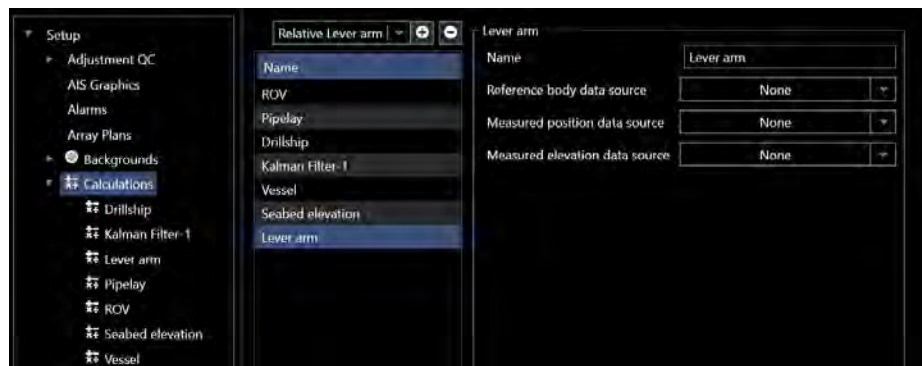 Setup
Adjustment QC
AIS Graphics
Alarms
Array Plans
Backgrounds
Calculations
Drillship
Kalman Filter-1
Lever arm
Pipelay
ROV
Seabed elevation
Vessel
Relative Lever arm
Name
ROV
Pipelay
Drillship
Kalman Filter-1
Vessel
Seabed elevation
Lever arm
Lever arm
Name Lever arm
Reference body data source None
Measured position data source None
Measured elevation data source None